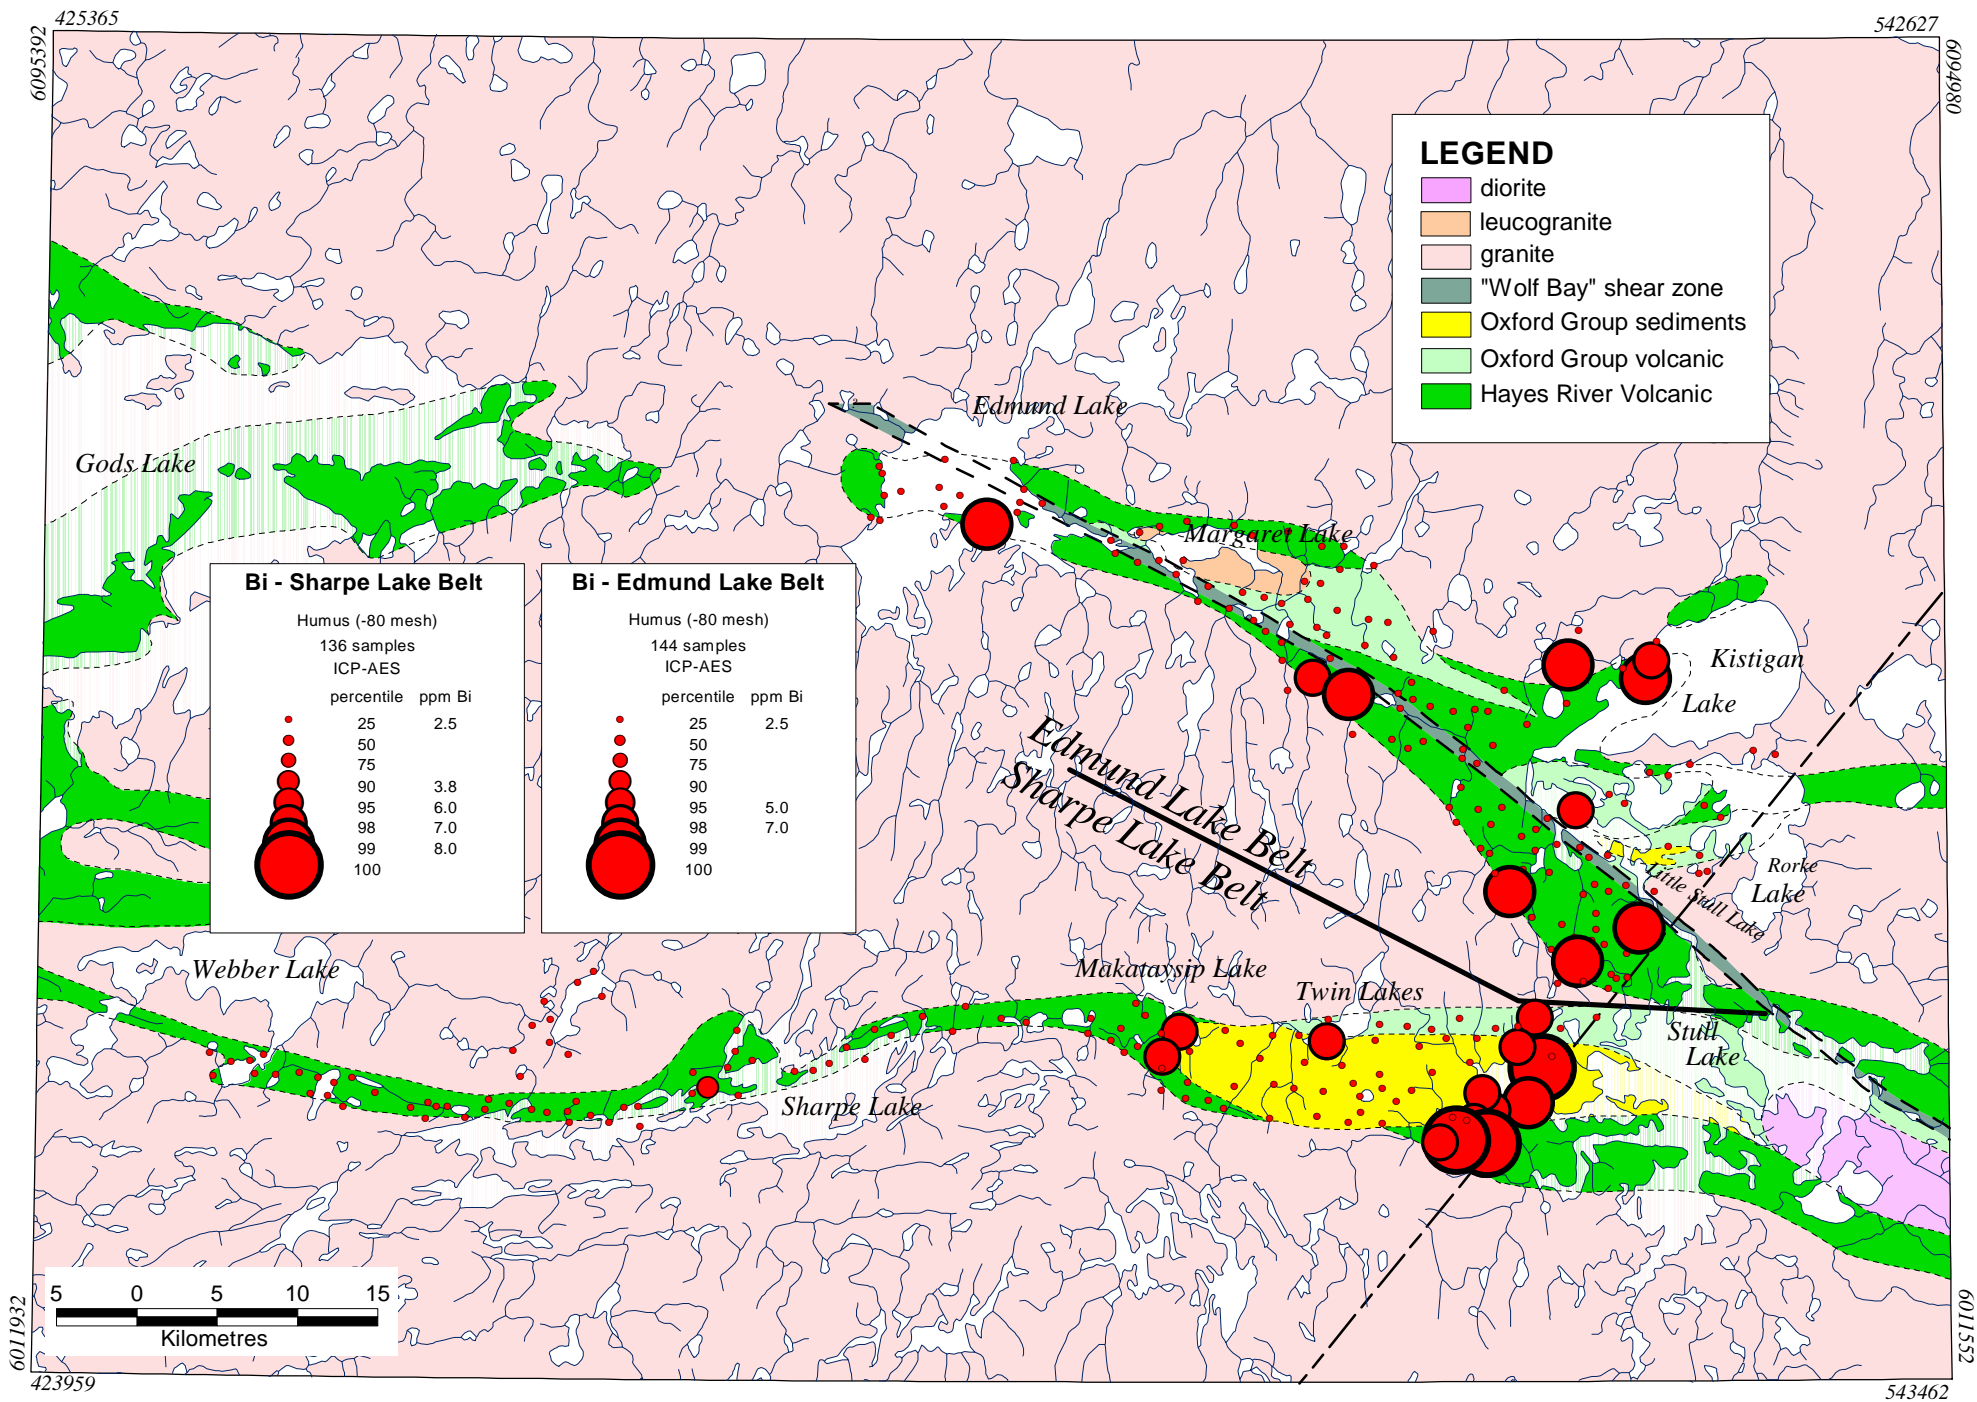 425365
542627
6095392
6094980
LEGEND
diorite
leucogranite
granite
"Wolf Bay" shear zone
Oxford Group sediments
Oxford Group volcanic
Hayes River Volcanic
Edmund Lake
Gods Lake
Margaret Lake
Kistigan
Lake
Bi - Sharpe Lake Belt
Humus (-80 mesh)
136 samples
ICP-AES
percentile ppm Bi
25 2.5
50
75
90 3.8
95 6.0
98 7.0
99 8.0
100
Bi - Edmund Lake Belt
Humus (-80 mesh)
144 samples
ICP-AES
percentile ppm Bi
25 2.5
50
75
90
95 5.0
98 7.0
99
100
Edmund Lake Belt
Sharpe Lake Belt
Rorke
Lake
Little Stull Lake
Webber Lake
Makataysip Lake
Twin Lakes
Stull
Lake
Sharpe Lake
5 0 5 10 15
Kilometres
6011932
6011552
423959
543462